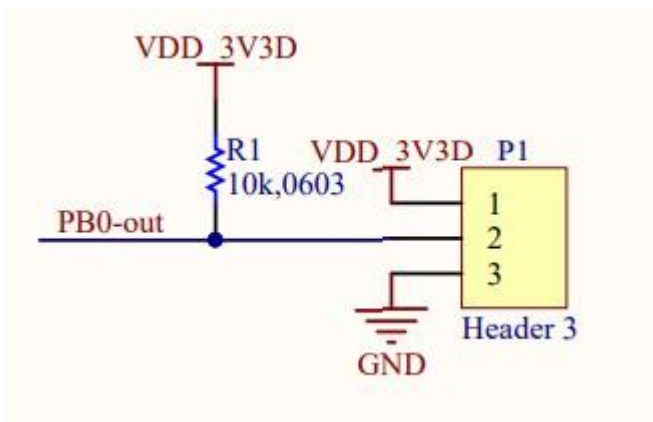 VDD_3V3D
R1
10k,0603
VDD_3V3D
P1
PB0-out
1
2
3
Header 3
GND